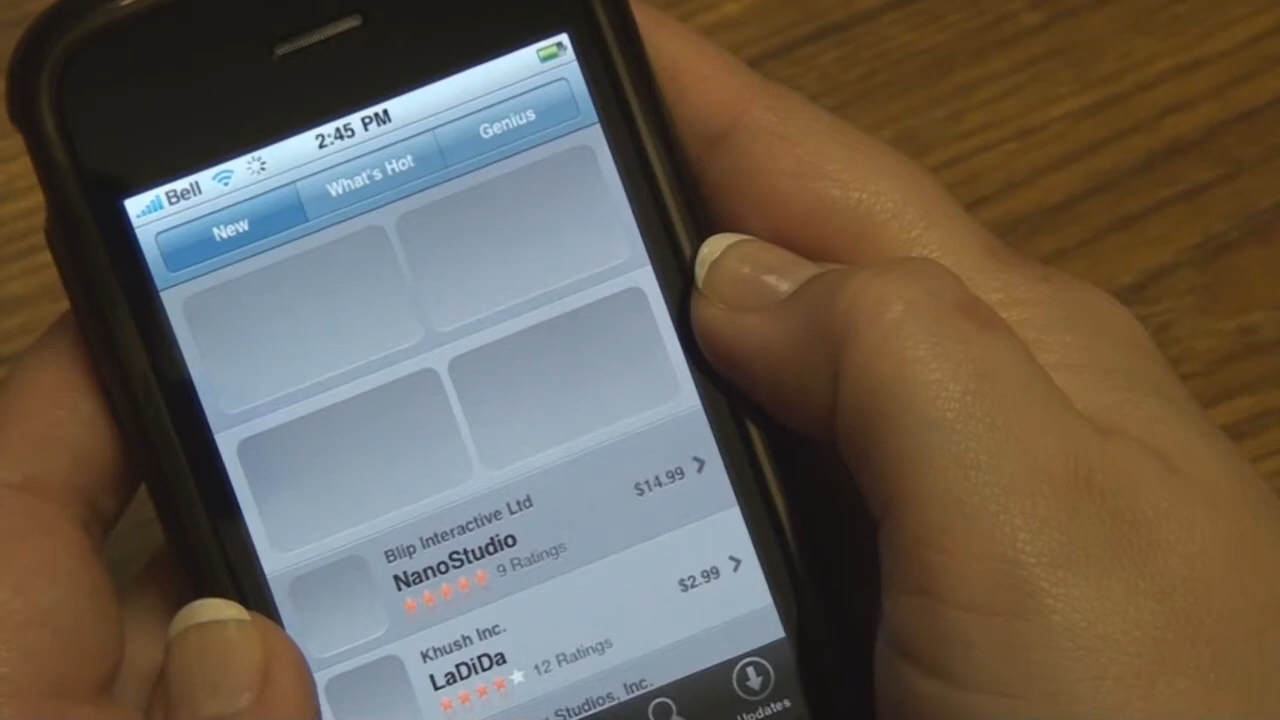 Bell 2:45 PM
New What's Hot Genius
Blip Interactive Ltd
NanoStudio $14.99
9 Ratings
Khush Inc.
LaDiDa $2.99
12 Ratings
Studios, Inc.
Updates